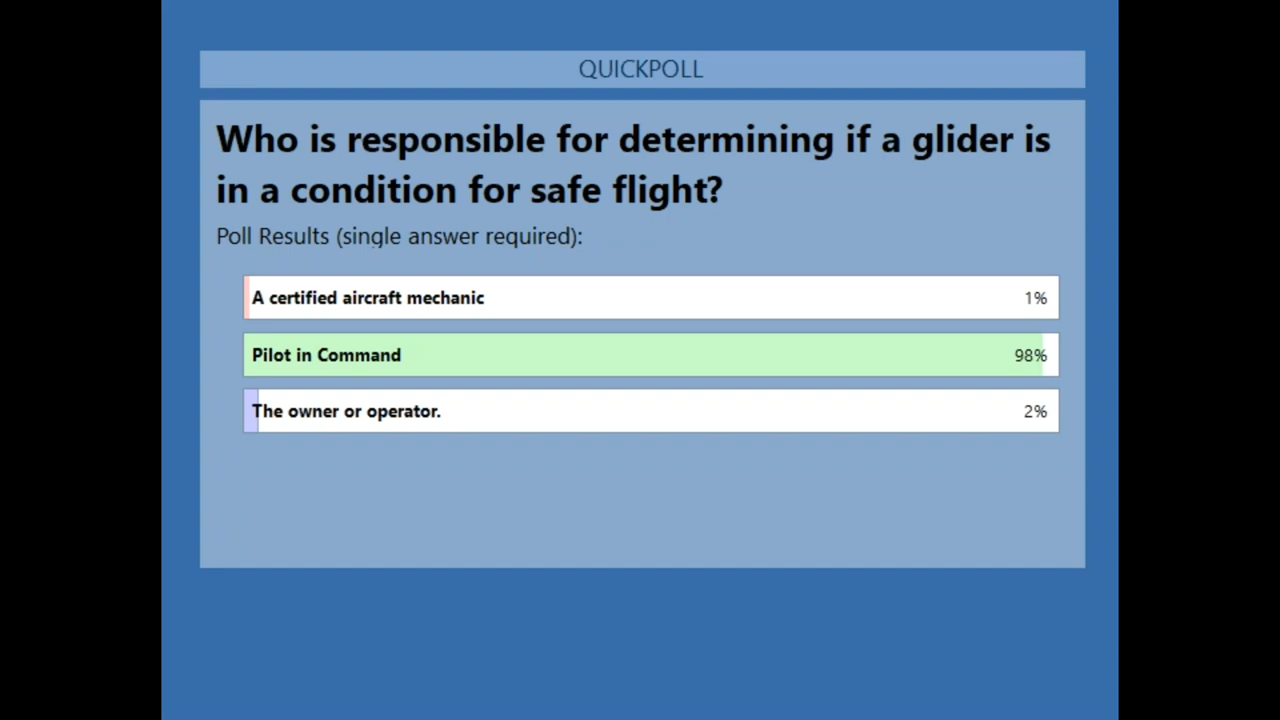 QUICKPOLL
Who is responsible for determining if a glider is
in a condition for safe flight?
Poll Results (single answer required):
A certified aircraft mechanic 1%
Pilot in Command 98%
The owner or operator. 2%